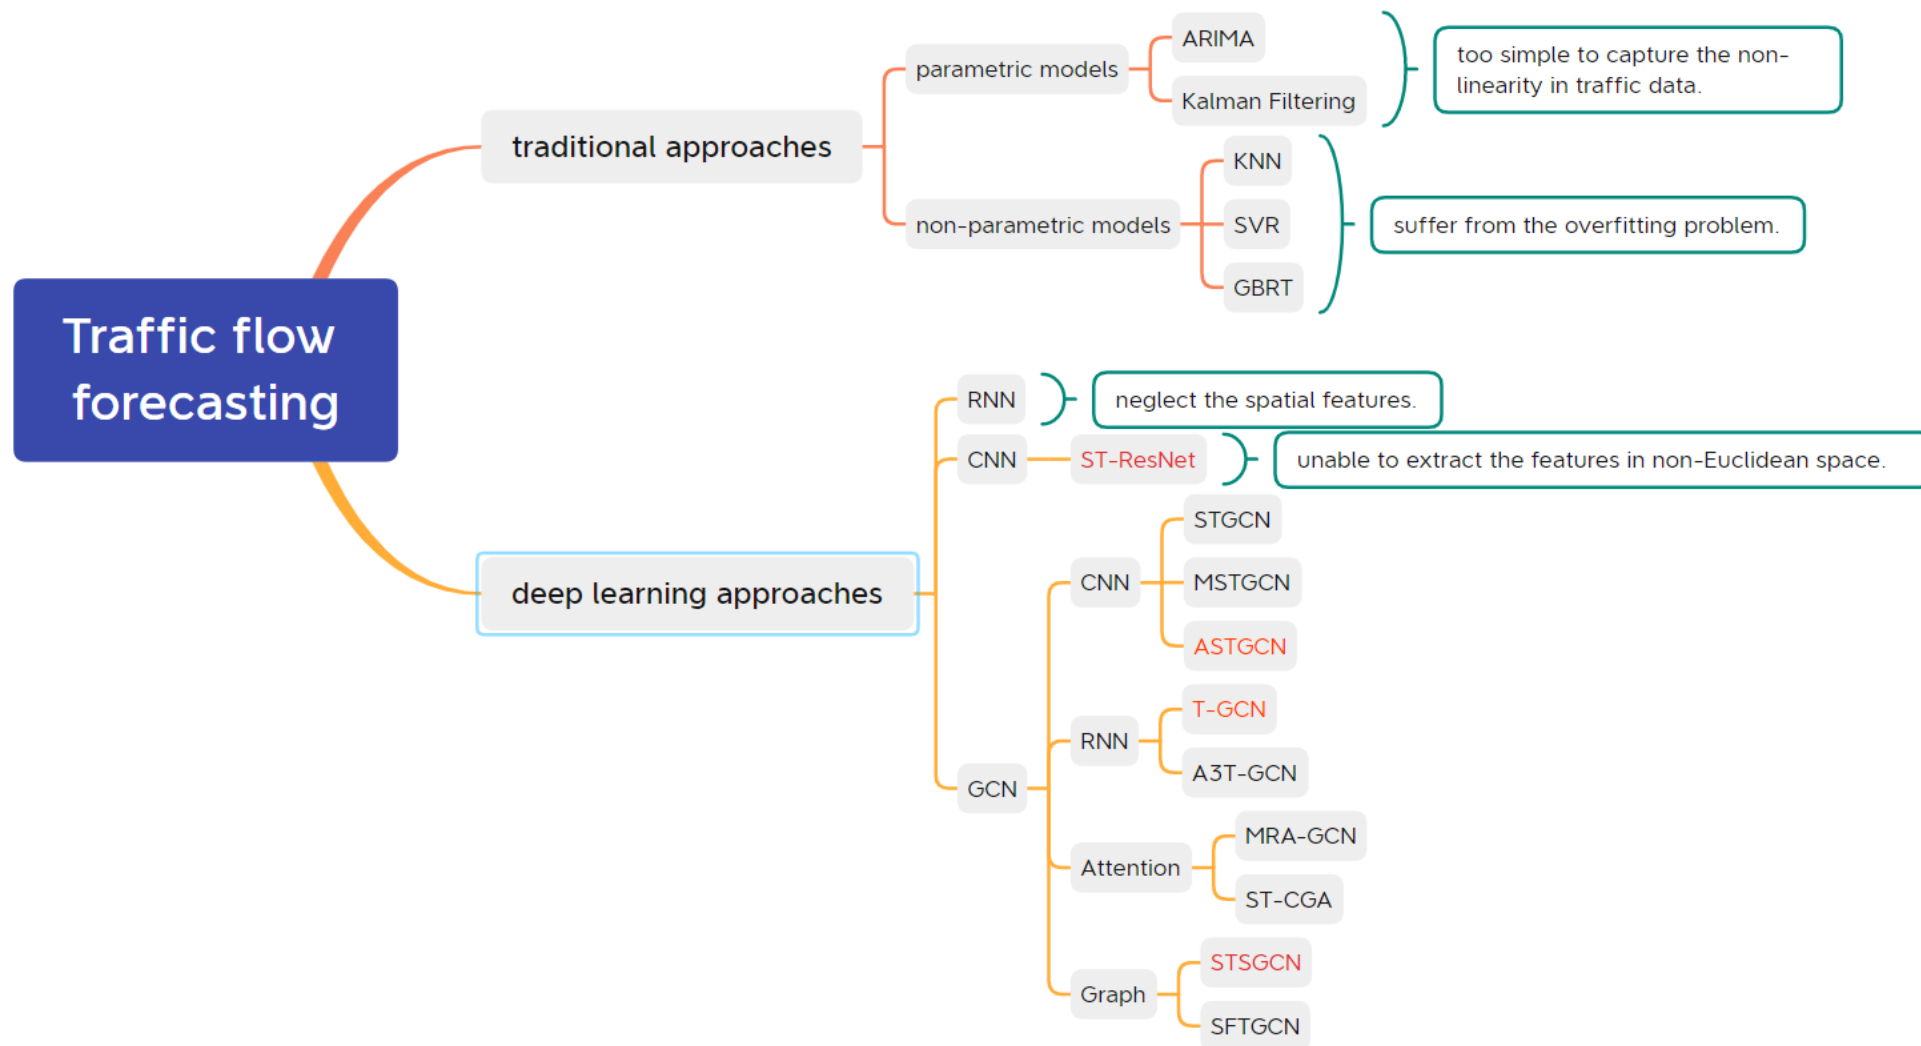 Traffic flow
forecasting
traditional approaches
parametric models
ARIMA
Kalman Filtering
too simple to capture the non-
linearity in traffic data.
non-parametric models
KNN
SVR
GBRT
suffer from the overfitting problem.
deep learning approaches
RNN
neglect the spatial features.
CNN
ST-ResNet
unable to extract the features in non-Euclidean space.
GCN
CNN
STGCN
MSTGCN
ASTGCN
RNN
T-GCN
A3T-GCN
Attention
MRA-GCN
ST-CGA
Graph
STSGCN
SFTGCN